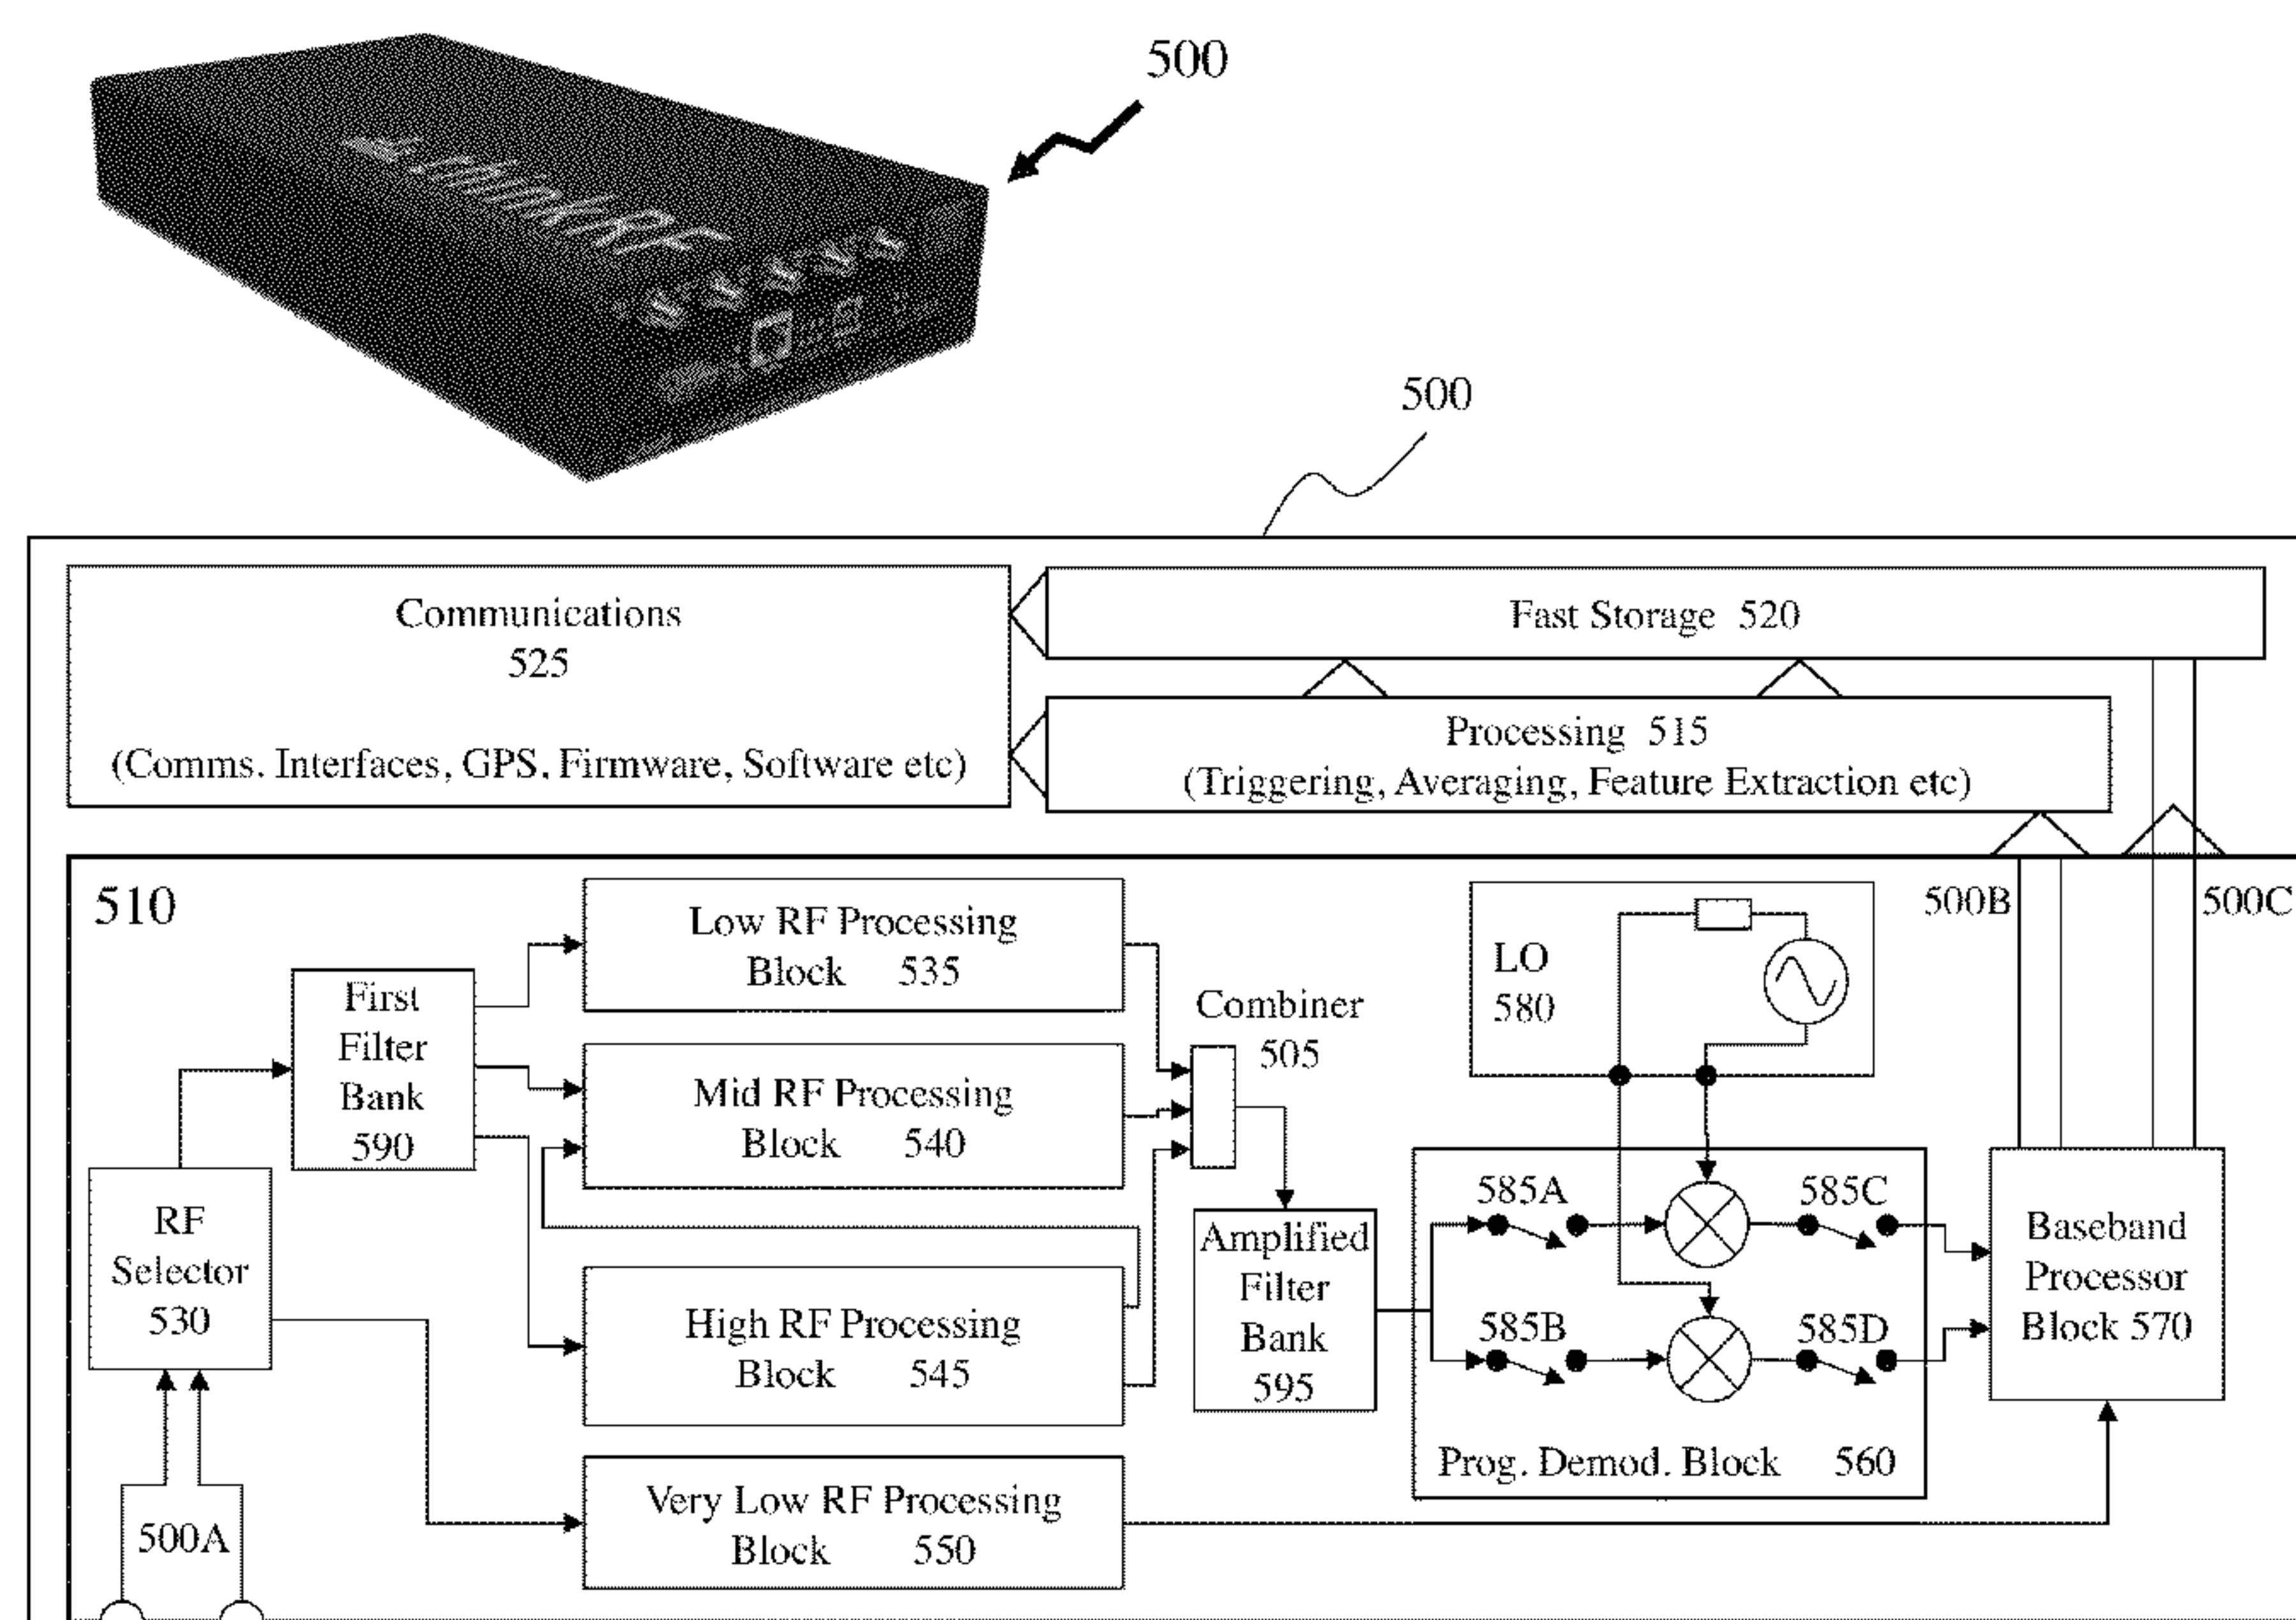 500
500
Communications
525
(Comms. Interfaces, GPS, Firmware, Software etc)
Fast Storage 520
Processing 515
(Triggering, Averaging, Feature Extraction etc)
510
Low RF Processing
Block 535
First
Filter
Bank
590
Mid RF Processing
Block 540
Combiner
505
LO
580
500B
500C
RF
Selector
530
High RF Processing
Block 545
Amplified
Filter
Bank
595
585A
585C
585B
585D
Prog. Demod. Block 560
Baseband
Processor
Block 570
500A
Very Low RF Processing
Block 550